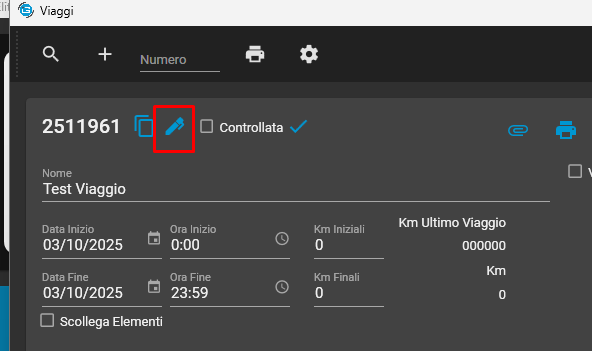 Viaggi
Numero
2511961
Controllata
Nome
Test Viaggio
Data Inizio
03/10/2025
Ora Inizio
0:00
Km Iniziali
0
Km Ultimo Viaggio
000000
Data Fine
03/10/2025
Ora Fine
23:59
Km Finali
0
Km
0
Scollega Elementi